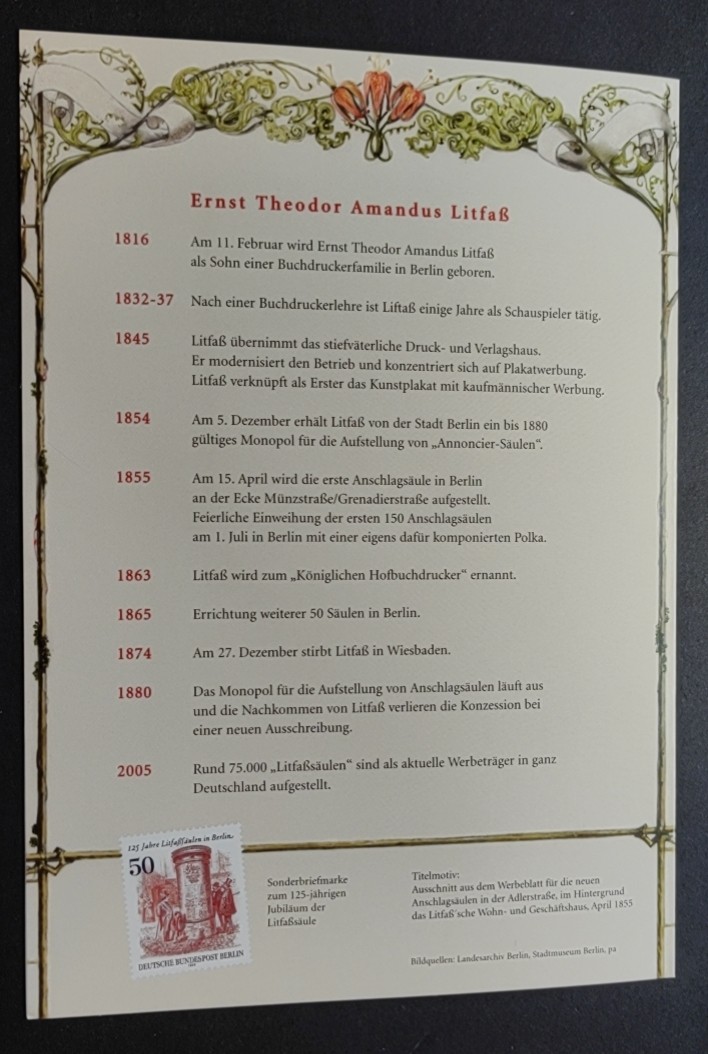 Ernst Theodor Amandus Litfaß
1816
Am 11. Februar wird Ernst Theodor Amandus Litfaß
als Sohn einer Buchdruckerfamilie in Berlin geboren.
1832-37
Nach einer Buchdruckerlehre ist Liftaß einige Jahre als Schauspieler tätig.
1845
Litfaß übernimmt das stiefväterliche Druck- und Verlagshaus.
Er modernisiert den Betrieb und konzentriert sich auf Plakatwerbung.
Litfaß verknüpft als Erster das Kunstplakat mit kaufmännischer Werbung.
1854
Am 5. Dezember erhält Litfaß von der Stadt Berlin ein bis 1880
gültiges Monopol für die Aufstellung von „Annoncier-Säulen“.
1855
Am 15. April wird die erste Anschlagsäule in Berlin
an der Ecke Münzstraße/Grenadierstraße aufgestellt.
Feierliche Einweihung der ersten 150 Anschlagsäulen
am 1. Juli in Berlin mit einer eigens dafür komponierten Polka.
1863
Litfaß wird zum „Königlichen Hofbuchdrucker“ ernannt.
1865
Errichtung weiterer 50 Säulen in Berlin.
1874
Am 27. Dezember stirbt Litfaß in Wiesbaden.
1880
Das Monopol für die Aufstellung von Anschlagsäulen läuft aus
und die Nachkommen von Litfaß verlieren die Konzession bei
einer neuen Ausschreibung.
2005
Rund 75.000 „Litfaßsäulen“ sind als aktuelle Werbeträger in ganz
Deutschland aufgestellt.
125 Jahre Litfaßsäulen in Berlin
50
DEUTSCHE BUNDESPOST BERLIN
Sonderbriefmarke
zum 125-jährigen
Jubiläum der
Litfaßsäule
Titelmotiv:
Ausschnitt aus dem Werbeblatt für die neuen
Anschlagsäulen in der Adlerstraße, im Hintergrund
das Litfaß'sche Wohn- und Geschäftshaus, April 1855
Bildquellen: Landesarchiv Berlin, Stadtmuseum Berlin, pa